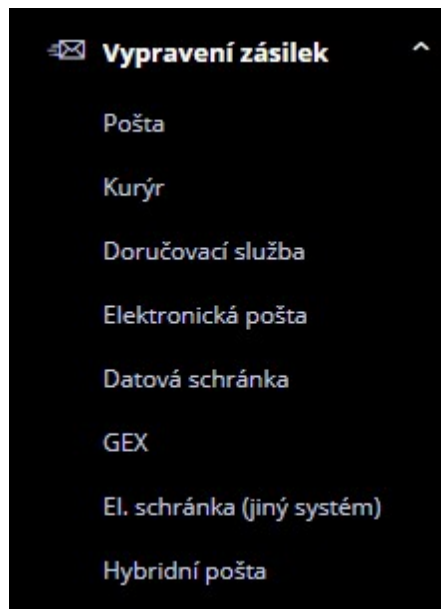 Vypravení zásilek
Pošta
Kurýr
Doručovací služba
Elektronická pošta
Datová schránka
GEX
El. schránka (jiný systém)
Hybridní pošta